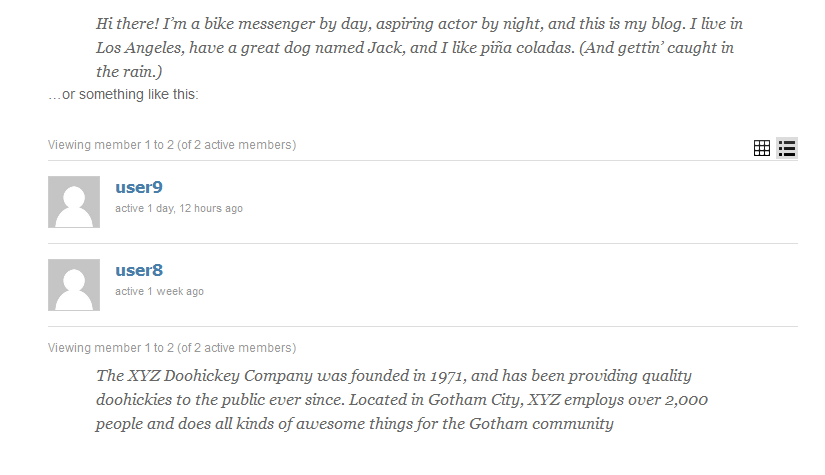 Hi there! I’m a bike messenger by day, aspiring actor by night, and this is my blog. I live in
Los Angeles, have a great dog named Jack, and I like piña coladas. (And gettin’ caught in
the rain.)
…or something like this:
Viewing member 1 to 2 (of 2 active members)
user9
active 1 day, 12 hours ago
user8
active 1 week ago
Viewing member 1 to 2 (of 2 active members)
The XYZ Doohickey Company was founded in 1971, and has been providing quality
doohickies to the public ever since. Located in Gotham City, XYZ employs over 2,000
people and does all kinds of awesome things for the Gotham community